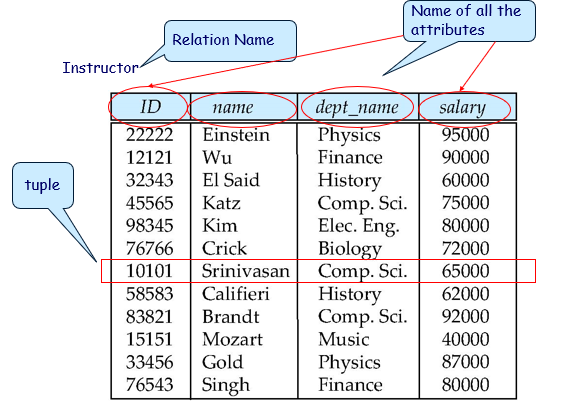 Name of all the
attributes
Relation Name
Instructor
ID name dept_name salary
22222 Einstein Physics 95000
12121 Wu Finance 90000
32343 El Said History 60000
45565 Katz Comp. Sci. 75000
98345 Kim Elec. Eng. 80000
76766 Crick Biology 72000
tuple
10101 Srinivasan Comp. Sci. 65000
58583 Califieri History 62000
83821 Brandt Comp. Sci. 92000
15151 Mozart Music 40000
33456 Gold Physics 87000
76543 Singh Finance 80000